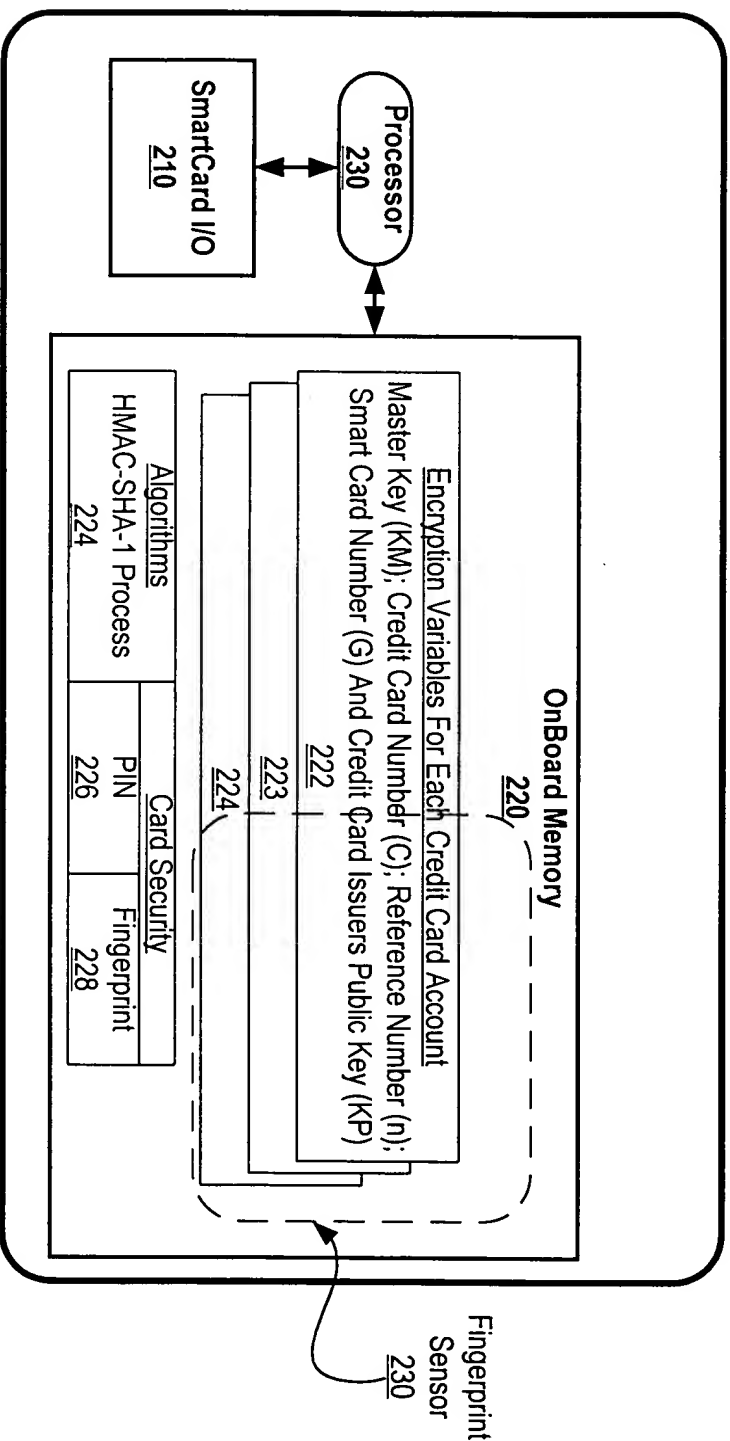 OnBoard Memory
220
Encryption Variables For Each Credit Card Account
Master Key (KM); Credit Card Number (C); Reference Number (n);
Smart Card Number (G) And Credit Card Issuers Public Key (KP)
222
223
224
Algorithms
HMAC-SHA-1 Process
224
Card Security
PIN
226
Fingerprint
228
Processor
230
SmartCard I/O
210
Fingerprint
Sensor
230